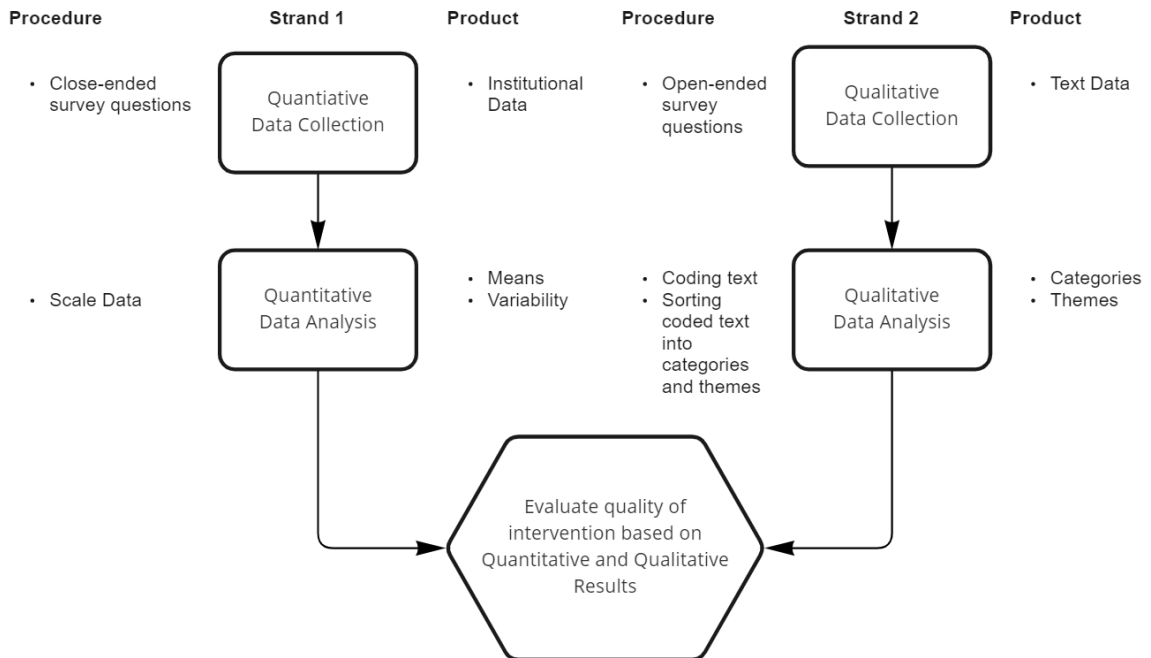 Procedure
Strand 1
Product
Procedure
Strand 2
Product
• Close-ended
survey questions
Quantiative
Data Collection
• Institutional
Data
• Open-ended
survey
questions
Qualitative
Data Collection
• Text Data
• Scale Data
Quantitative
Data Analysis
• Means
• Variability
• Coding text
• Sorting
coded text
into
categories
and themes
Qualitative
Data Analysis
• Categories
• Themes
Evaluate quality of
intervention based on
Quantitative and Qualitative
Results